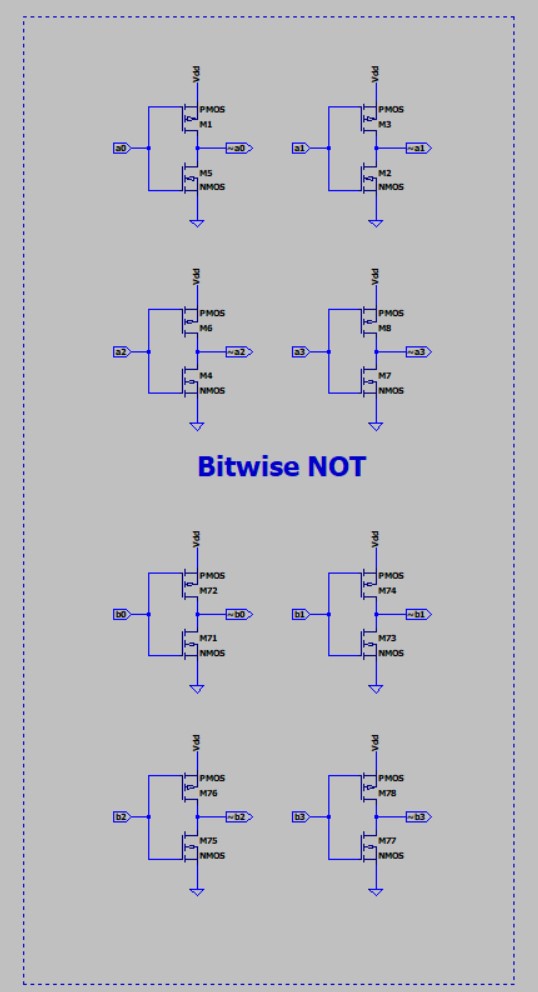 Vdd Vdd
PMOS PMOS
M1 M3
a0 ~a0 a1 ~a1
M5 M2
NMOS NMOS
Vdd Vdd
PMOS PMOS
M6 M8
a2 ~a2 a3 ~a3
M4 M7
NMOS NMOS
Bitwise NOT
Vdd Vdd
PMOS PMOS
M72 M74
b0 ~b0 b1 ~b1
M71 M73
NMOS NMOS
Vdd Vdd
PMOS PMOS
M76 M78
b2 ~b2 b3 ~b3
M75 M77
NMOS NMOS